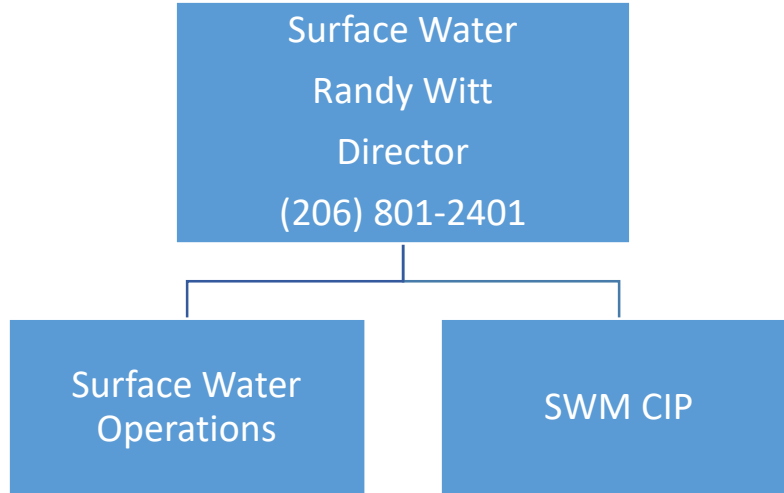 Surface Water
Randy Witt
Director
(206) 801-2401
Surface Water
Operations
SWM CIP